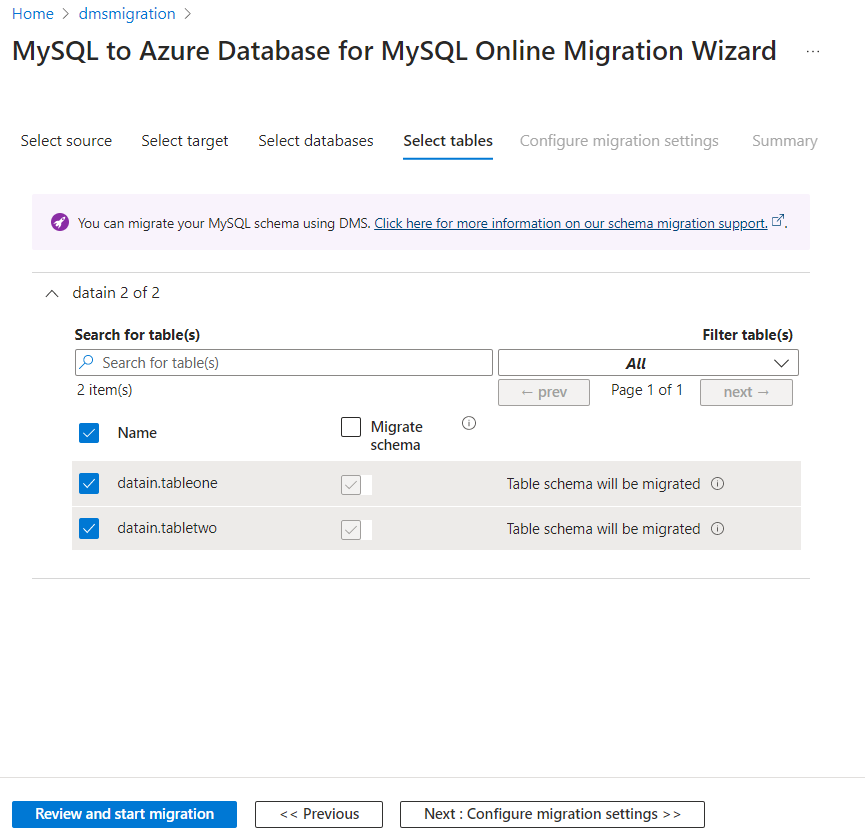 Home > dmsmigration >
MySQL to Azure Database for MySQL Online Migration Wizard ...
Select source Select target Select databases Select tables Configure migration settings Summary
You can migrate your MySQL schema using DMS. Click here for more information on our schema migration support. .
datain 2 of 2
Search for table(s) Filter table(s)
Search for table(s) All
2 item(s) ← prev Page 1 of 1 next →
Name Migrate
schema
datain.tableone Table schema will be migrated
datain.tabletwo Table schema will be migrated
Review and start migration << Previous Next : Configure migration settings >>